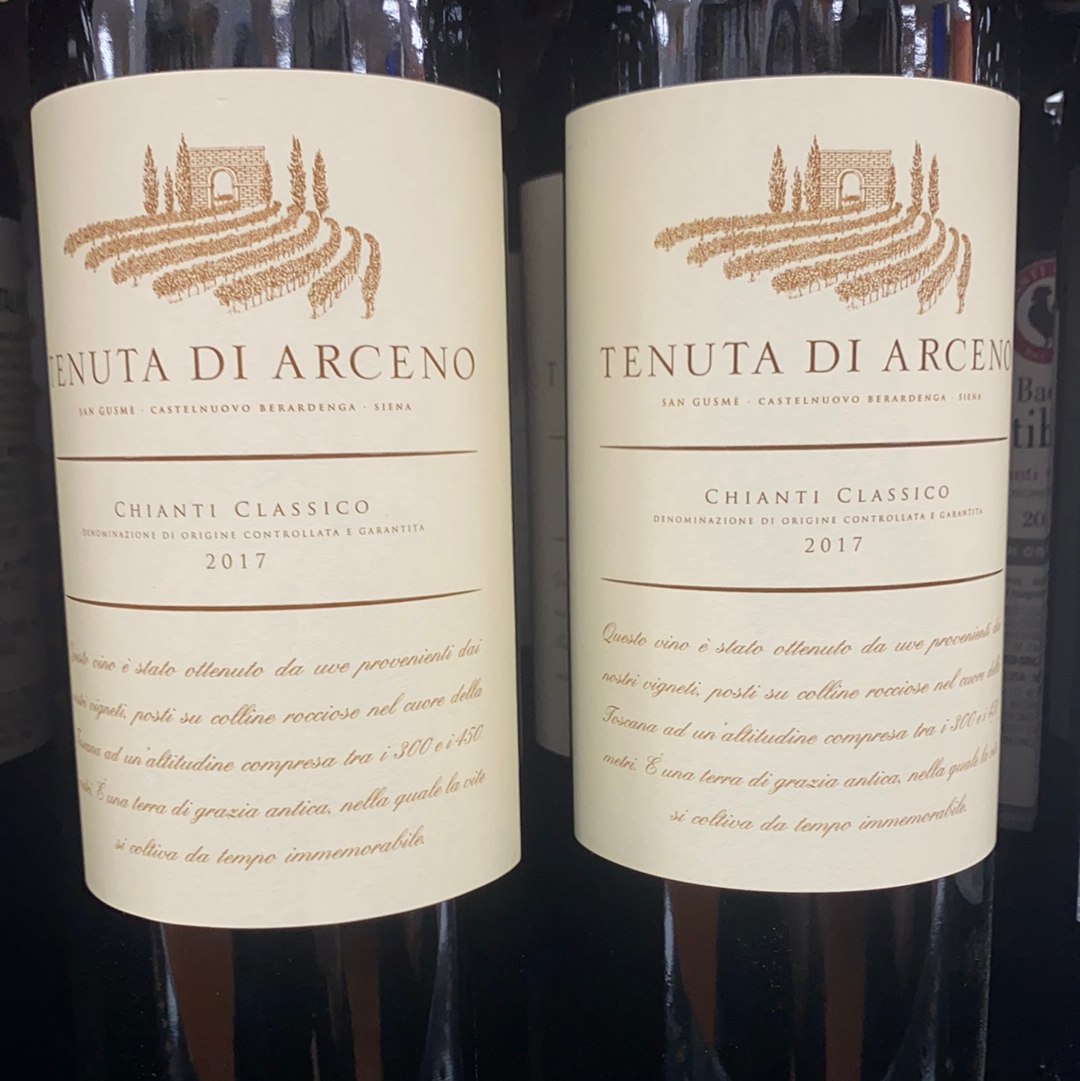 TENUTA DI ARCENO
SAN GUSMÈ · CASTELNUOVO BERARDENGA · SIENA
CHIANTI CLASSICO
DENOMINAZIONE DI ORIGINE CONTROLLATA E GARANTITA
2017
vino è stato ottenuto da uve provenienti dai
vigneti, posti su colline rocciose nel cuore della
Toscana ad un'altitudine compresa tra i 300 e i 450
È una terra di grazia antica, nella quale la vite
si coltiva da tempo immemorabile.
TENUTA DI ARCENO
SAN GUSMÈ · CASTELNUOVO BERARDENGA · SIENA
CHIANTI CLASSICO
DENOMINAZIONE DI ORIGINE CONTROLLATA E GARANTITA
2017
Questo vino è stato ottenuto da uve provenienti
nostri vigneti, posti su colline rocciose nel cuore
Toscana ad un'altitudine compresa tra i 300 e i
metri. È una terra di grazia antica, nella quale la
si coltiva da tempo immemorabile.